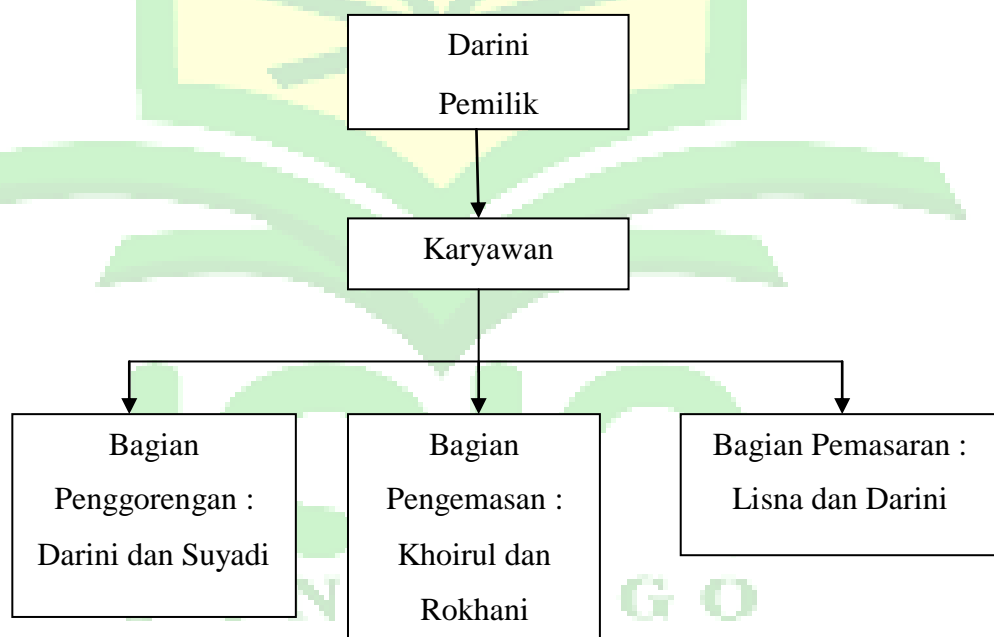 Darini
Pemilik
Karyawan
Bagian
Penggorengan :
Darini dan Suyadi
Bagian
Pengemasan :
Khoirul dan
Rokhani
Bagian Pemasaran :
Lisna dan Darini
N
G O